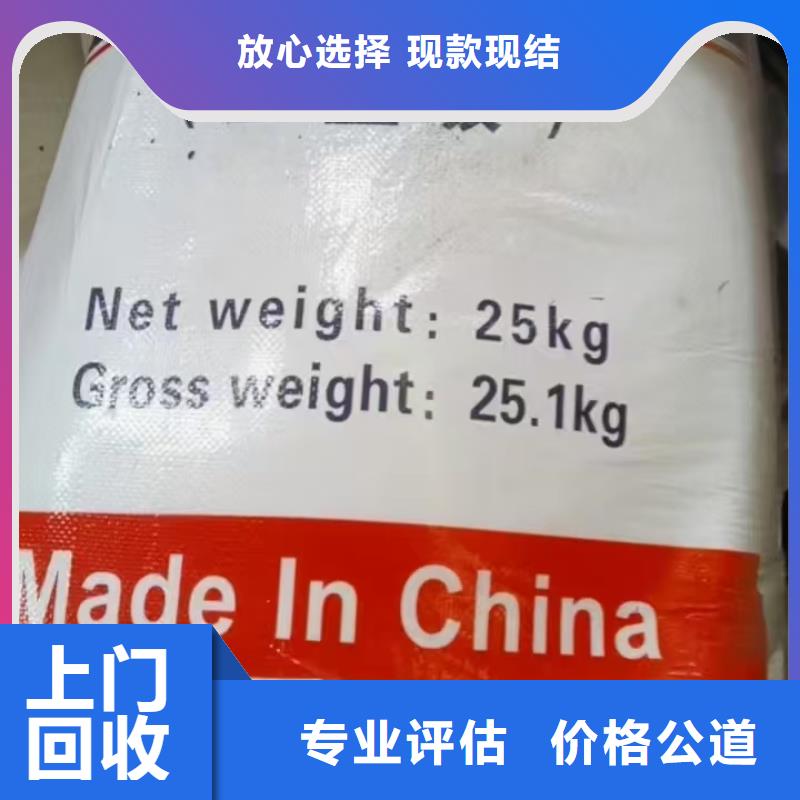 放心选择 现款现结
Net weight: 25kg
Gross weight: 25.1kg
Made In China
上门
回收
专业评估 价格公道